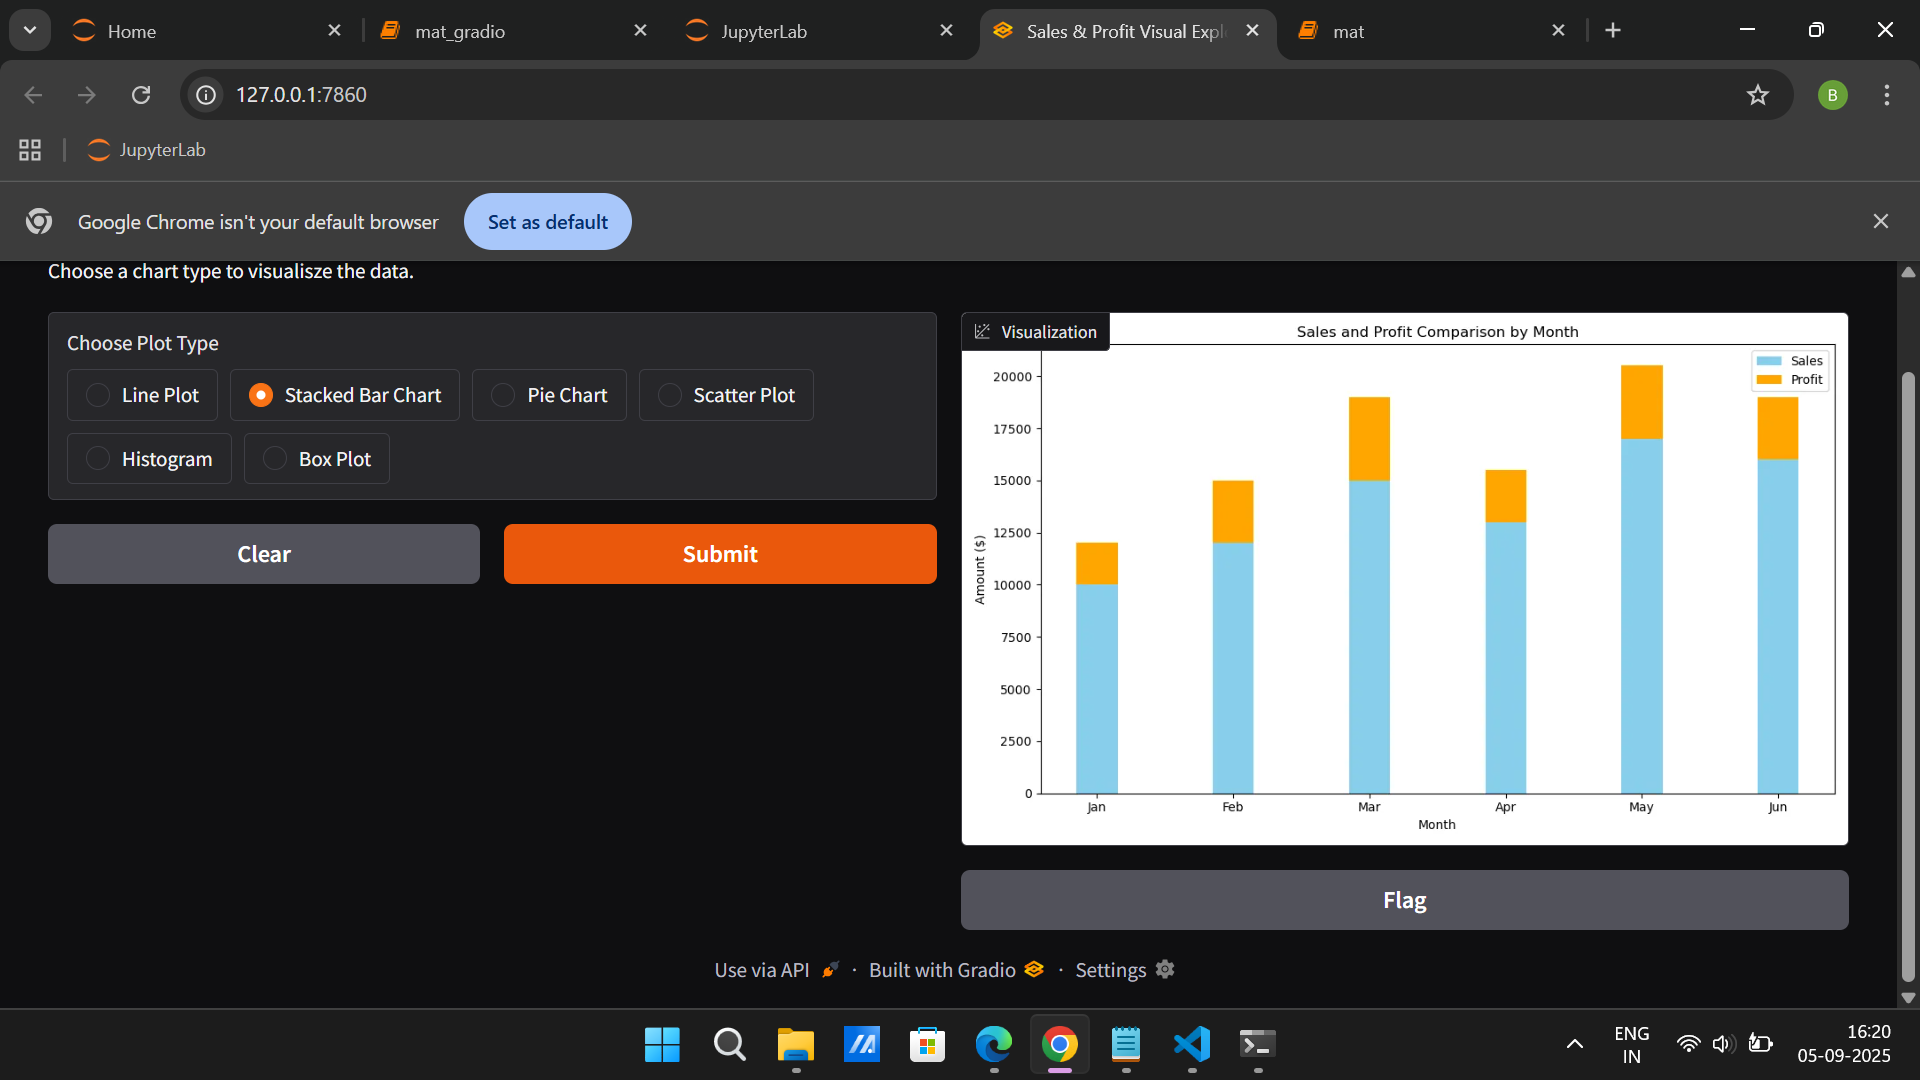 Home
mat_gradio
JupyterLab
Sales & Profit Visual Expl
mat
127.0.0.1:7860
B
JupyterLab
Google Chrome isn't your default browser
Set as default
Choose a chart type to visualisze the data.
Choose Plot Type
Line Plot
Stacked Bar Chart
Pie Chart
Scatter Plot
Histogram
Box Plot
Clear
Submit
Visualization
Sales and Profit Comparison by Month
Sales
Profit
20000
17500
15000
12500
10000
7500
5000
2500
0
Amount ($)
Jan
Feb
Mar
Apr
May
Jun
Month
Flag
Use via API · Built with Gradio · Settings
ENG
IN
16:20
05-09-2025